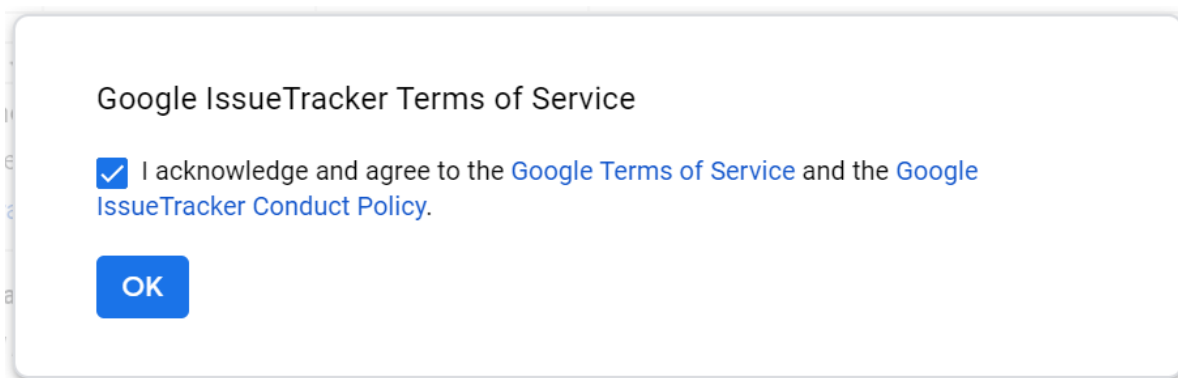 Google IssueTracker Terms of Service
I acknowledge and agree to the Google Terms of Service and the Google
IssueTracker Conduct Policy.
OK